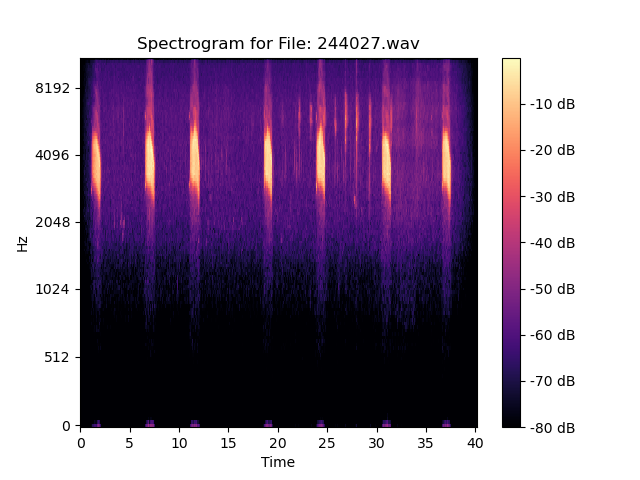 Spectrogram for File: 244027.wav
8192
4096
2048
1024
512
0
Hz
0 5 10 15 20 25 30 35 40
Time
-10 dB
-20 dB
-30 dB
-40 dB
-50 dB
-60 dB
-70 dB
-80 dB